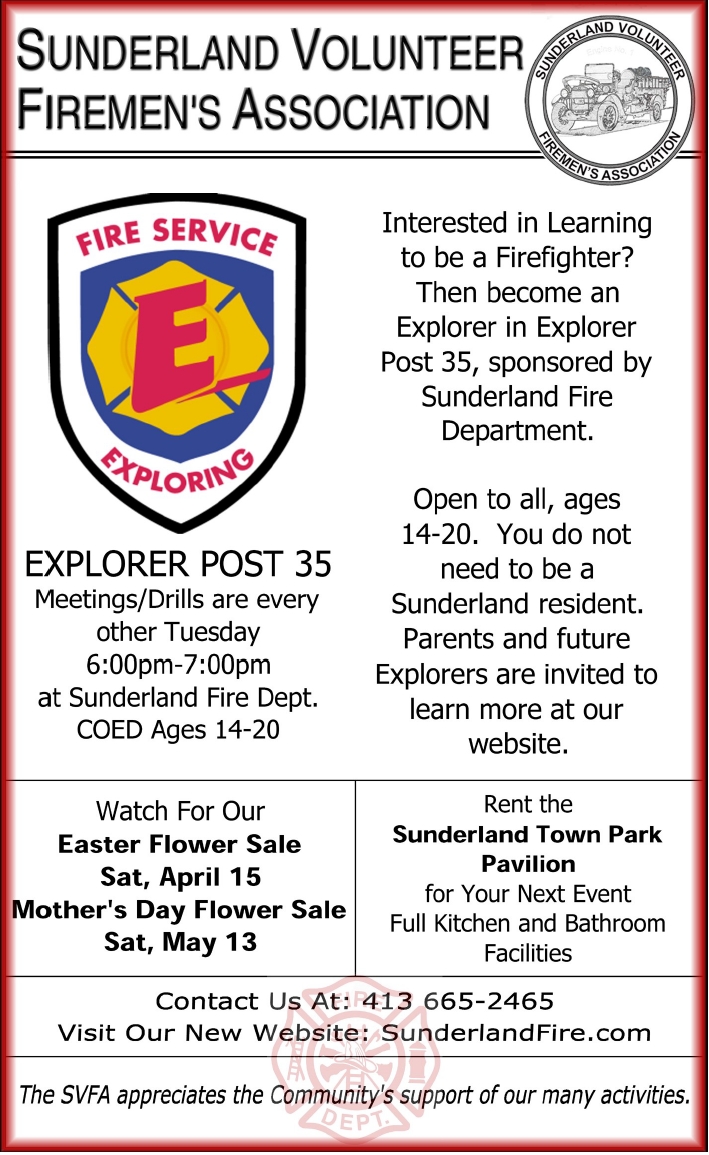 SUNDERLAND VOLUNTEER
FIREMEN'S ASSOCIATION
SUNDERLAND VOLUNTEER
FIREMEN'S ASSOCIATION
FIRE SERVICE
E
EXPLORING
EXPLORER POST 35
Meetings/Drills are every
other Tuesday
6:00pm-7:00pm
at Sunderland Fire Dept.
COED Ages 14-20
Interested in Learning
to be a Firefighter?
Then become an
Explorer in Explorer
Post 35, sponsored by
Sunderland Fire
Department.
Open to all, ages
14-20. You do not
need to be a
Sunderland resident.
Parents and future
Explorers are invited to
learn more at our
website.
Watch For Our
Easter Flower Sale
Sat, April 15
Mother's Day Flower Sale
Sat, May 13
Rent the
Sunderland Town Park
Pavilion
for Your Next Event
Full Kitchen and Bathroom
Facilities
FIRE
Contact Us At: 413 665-2465
Visit Our New Website: SunderlandFire.com
The SVFA appreciates the Community's support of our many activities.
DEPT.